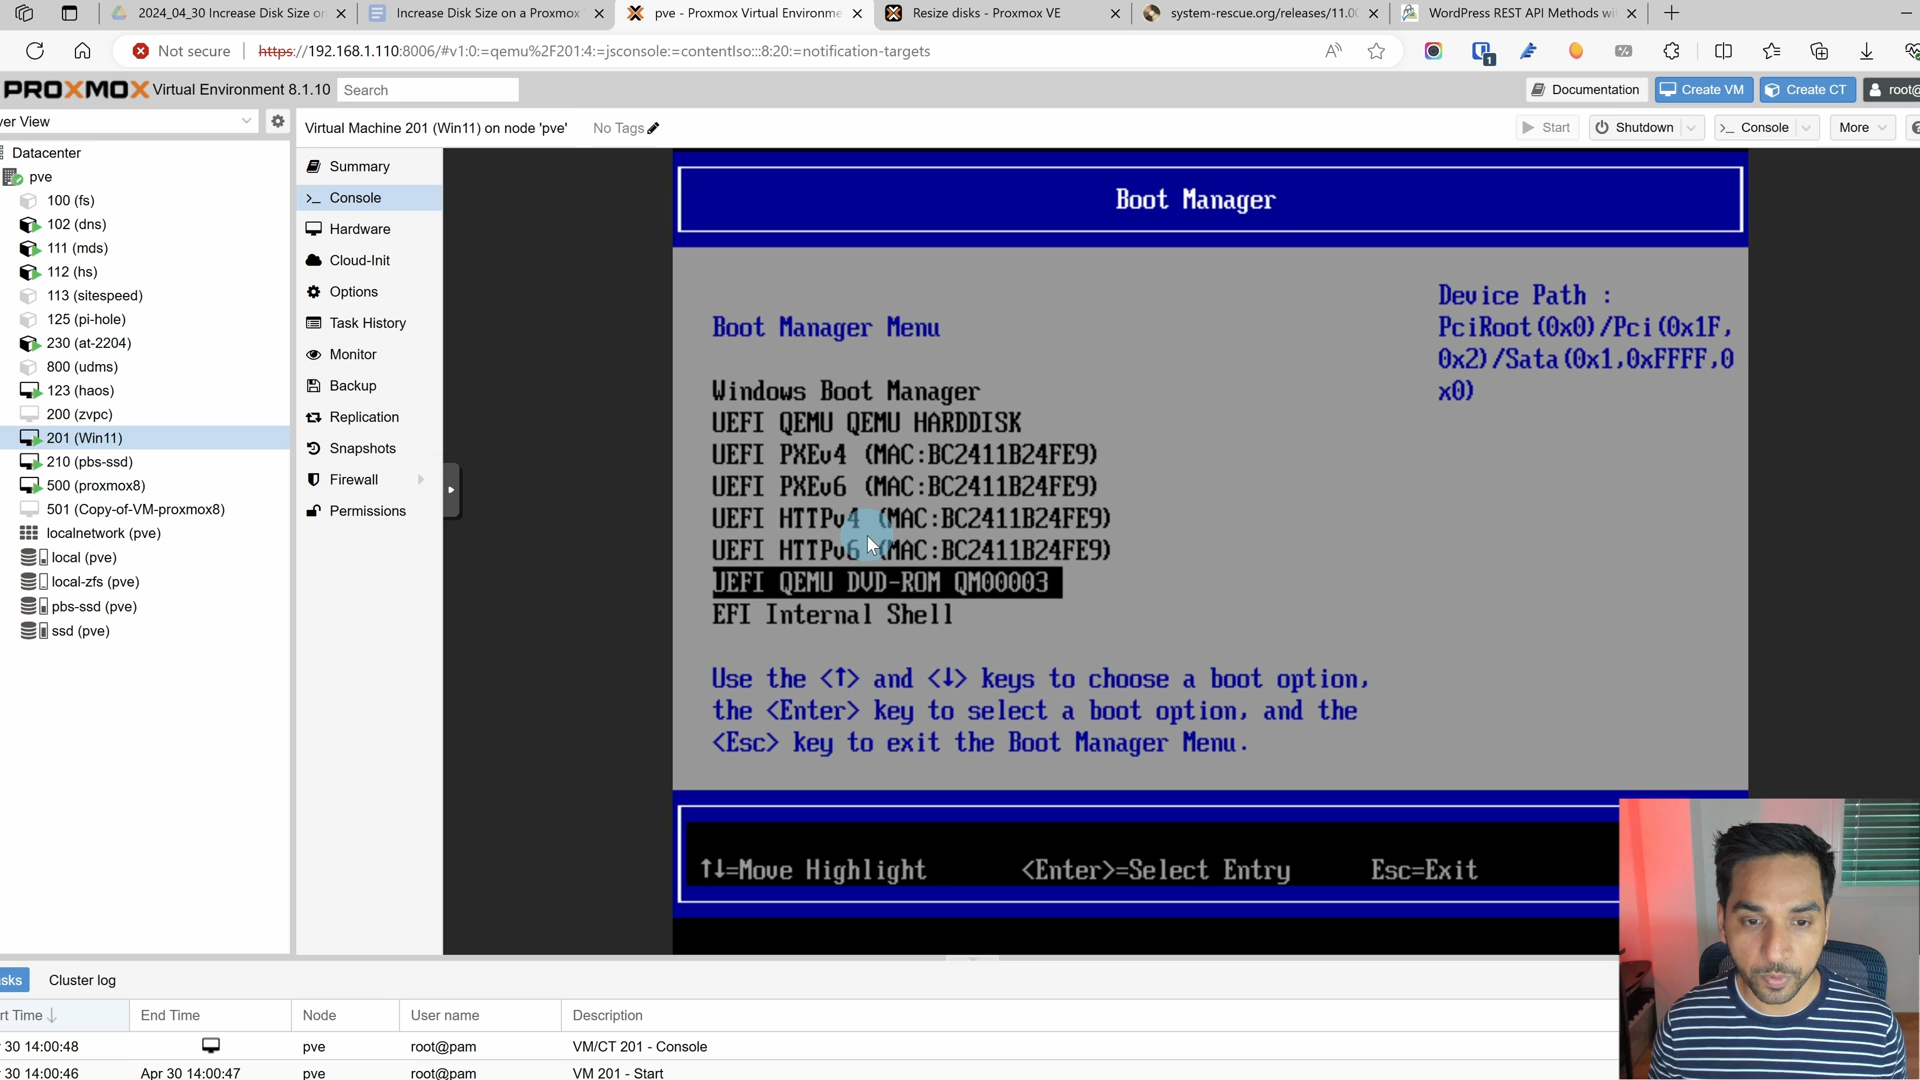 2024_04_30 Increase Disk Size or
Increase Disk Size on a Proxmox
pve - Proxmox Virtual Environme
Resize disks - Proxmox VE
system-rescue.org/releases/11.00
WordPress REST API Methods wi
Not secure
https://192.168.1.110:8006/#v1:0:=qemu%2F201:4:=jsconsole:=contentIso:::8:20:=notification-targets
1
PROXMOX Virtual Environment 8.1.10
Search
Documentation
Create VM
Create CT
root@
ver View
Virtual Machine 201 (Win11) on node 'pve'
No Tags
Start
Shutdown
Console
More
Datacenter
pve
100 (fs)
102 (dns)
111 (mds)
112 (hs)
113 (sitespeed)
125 (pi-hole)
230 (at-2204)
800 (udms)
123 (haos)
200 (zvpc)
201 (Win11)
210 (pbs-ssd)
500 (proxmox8)
501 (Copy-of-VM-proxmox8)
localnetwork (pve)
local (pve)
local-zfs (pve)
pbs-ssd (pve)
ssd (pve)
Summary
Console
Hardware
Cloud-Init
Options
Task History
Monitor
Backup
Replication
Snapshots
Firewall
Permissions
Boot Manager
Boot Manager Menu
Windows Boot Manager
UEFI QEMU QEMU HARDDISK
UEFI PXEv4 (MAC:BC2411B24FE9)
UEFI PXEv6 (MAC:BC2411B24FE9)
UEFI HTTPv4 (MAC:BC2411B24FE9)
UEFI HTTPv6 (MAC:BC2411B24FE9)
UEFI QEMU DVD-ROM QM00003
EFI Internal Shell
Use the <↑> and <↓> keys to choose a boot option,
the <Enter> key to select a boot option, and the
<Esc> key to exit the Boot Manager Menu.
Device Path :
PciRoot(0x0)/Pci(0x1F,
0x2)/Sata(0x1,0xFFFF,0
x0)
↑↓=Move Highlight
<Enter>=Select Entry
Esc=Exit
asks
Cluster log
rt Time ↓
End Time
Node
User name
Description
30 14:00:48
pve
root@pam
VM/CT 201 - Console
30 14:00:46
Apr 30 14:00:47
pve
root@pam
VM 201 - Start